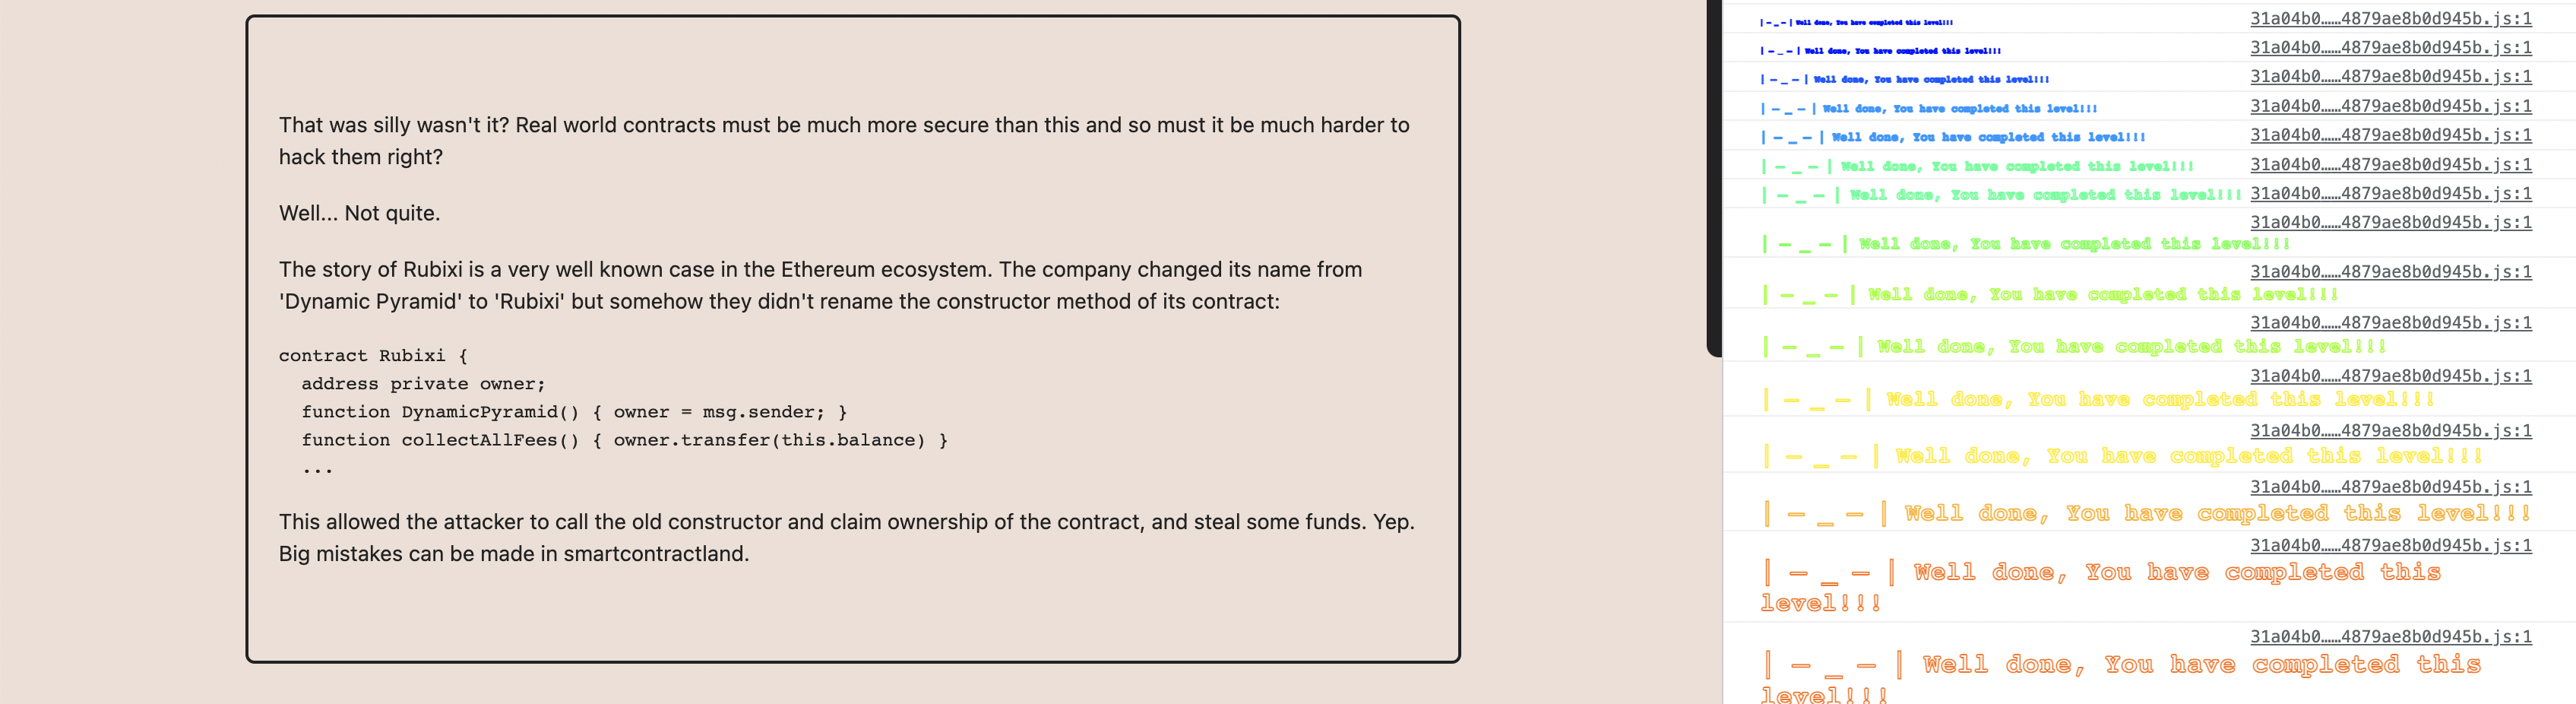 That was silly wasn't it? Real world contracts must be much more secure than this and so must it be much harder to
hack them right?
Well... Not quite.
The story of Rubixi is a very well known case in the Ethereum ecosystem. The company changed its name from
'Dynamic Pyramid' to 'Rubixi' but somehow they didn't rename the constructor method of its contract:
contract Rubixi {
  address private owner;
  function DynamicPyramid() { owner = msg.sender; }
  function collectAllFees() { owner.transfer(this.balance) }
  ...
This allowed the attacker to call the old constructor and claim ownership of the contract, and steal some funds. Yep.
Big mistakes can be made in smartcontractland.
| — _ — | Well done, You have completed this level!!! 31a04b0……4879ae8b0d945b.js:1
| — _ — | Well done, You have completed this level!!! 31a04b0……4879ae8b0d945b.js:1
| — _ — | Well done, You have completed this level!!! 31a04b0……4879ae8b0d945b.js:1
| — _ — | Well done, You have completed this level!!! 31a04b0……4879ae8b0d945b.js:1
| — _ — | Well done, You have completed this level!!! 31a04b0……4879ae8b0d945b.js:1
| — _ — | Well done, You have completed this level!!! 31a04b0……4879ae8b0d945b.js:1
| — _ — | Well done, You have completed this level!!! 31a04b0……4879ae8b0d945b.js:1
31a04b0……4879ae8b0d945b.js:1
| — _ — | Well done, You have completed this level!!!
31a04b0……4879ae8b0d945b.js:1
| — _ — | Well done, You have completed this level!!!
31a04b0……4879ae8b0d945b.js:1
| — _ — | Well done, You have completed this level!!!
31a04b0……4879ae8b0d945b.js:1
| — _ — | Well done, You have completed this level!!!
31a04b0……4879ae8b0d945b.js:1
| — _ — | Well done, You have completed this level!!!
31a04b0……4879ae8b0d945b.js:1
| — _ — | Well done, You have completed this level!!!
31a04b0……4879ae8b0d945b.js:1
| — _ — | Well done, You have completed this
level!!!
31a04b0……4879ae8b0d945b.js:1
| — _ — | Well done, You have completed this
level!!!